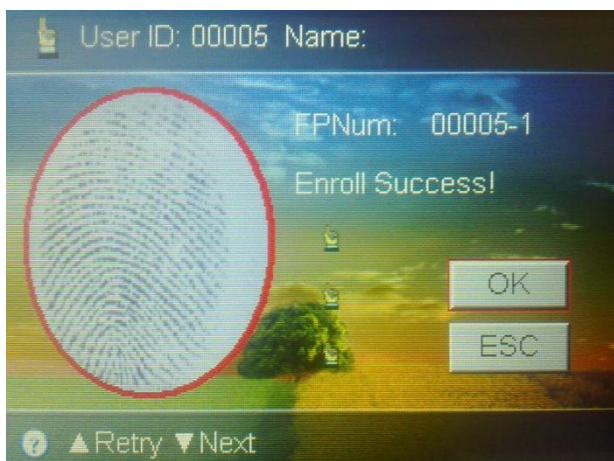 User ID: 00005 Name:
FPNum: 00005-1
Enroll Success!
OK
ESC
? ▲Retry ▼Next